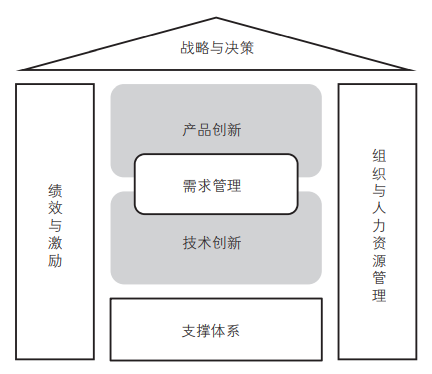 战略与决策
产品创新
需求管理
技术创新
支撑体系
绩效与激励
组织与人力资源管理